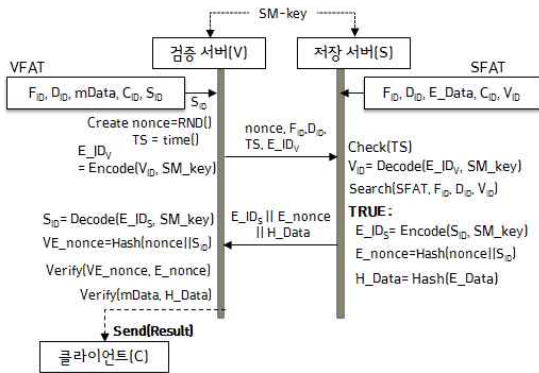 SM-key
검증 서버(V)
저장 서버(S)
VFAT
SFAT
F_ID, D_ID, mData, C_ID, S_ID
F_ID, D_ID, E_Data, C_ID, V_ID
S_ID
Create nonce=RND()
TS = time()
E_ID_V
= Encode(V_ID, SM_key)
nonce, F_ID, D_ID,
TS, E_ID_V
Check(TS)
V_ID= Decode(E_ID_V, SM_key)
Search(SFAT, F_ID, D_ID, V_ID)
TRUE:
E_ID_S= Encode(S_ID, SM_key)
E_nonce=Hash(nonce||S_ID)
H_Data= Hash(E_Data)
E_ID_S || E_nonce
|| H_Data
S_ID= Decode(E_ID_S, SM_key)
VE_nonce=Hash(nonce||S_ID)
Verify(VE_nonce, E_nonce)
Verify(mData, H_Data)
Send(Result)
클라이언트(C)